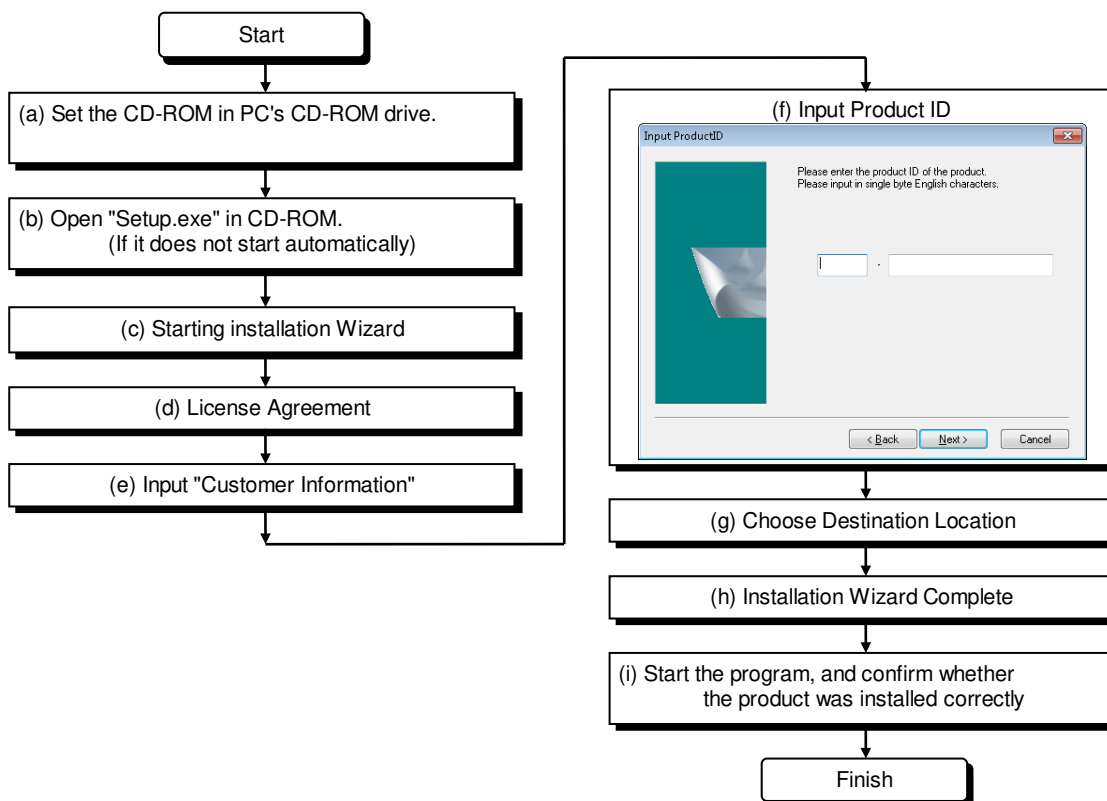 Start
(a) Set the CD-ROM in PC's CD-ROM drive.
(b) Open "Setup.exe" in CD-ROM.
(If it does not start automatically)
(c) Starting installation Wizard
(d) License Agreement
(e) Input "Customer Information"
(f) Input Product ID
Input ProductID
Please enter the product ID of the product.
Please input in single byte English characters.
-
< Back Next > Cancel
(g) Choose Destination Location
(h) Installation Wizard Complete
(i) Start the program, and confirm whether
the product was installed correctly
Finish